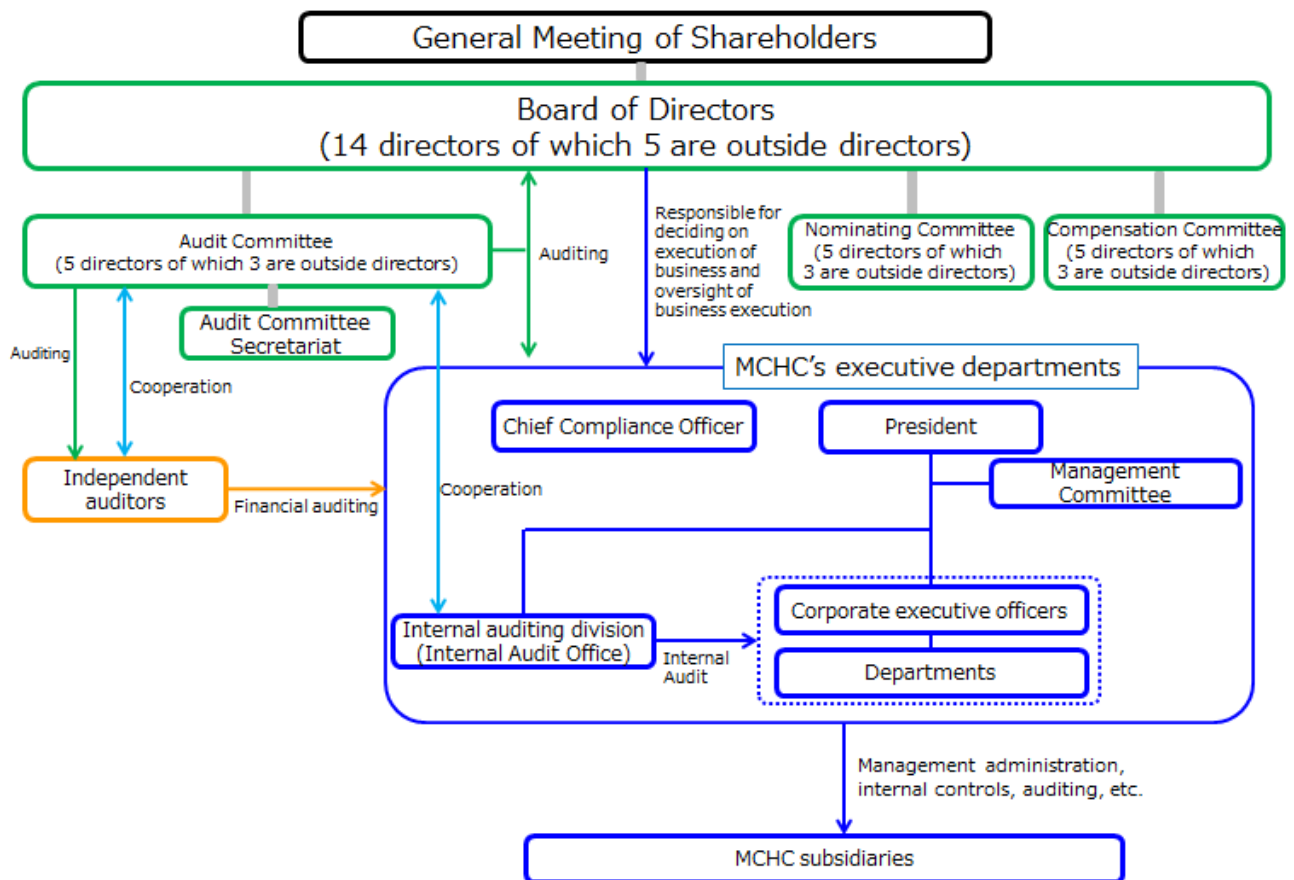 General Meeting of Shareholders
Board of Directors
(14 directors of which 5 are outside directors)
Audit Committee
(5 directors of which 3 are outside directors)
Auditing
Responsible for
deciding on
execution of
business and
oversight of
business execution
Nominating Committee
(5 directors of which
3 are outside directors)
Compensation Committee
(5 directors of which
3 are outside directors)
Audit Committee
Secretariat
Auditing
Cooperation
MCHC's executive departments
Chief Compliance Officer
President
Management
Committee
Independent
auditors
Financial auditing
Cooperation
Corporate executive officers
Internal auditing division
(Internal Audit Office)
Internal
Audit
Departments
Management administration,
internal controls, auditing, etc.
MCHC subsidiaries